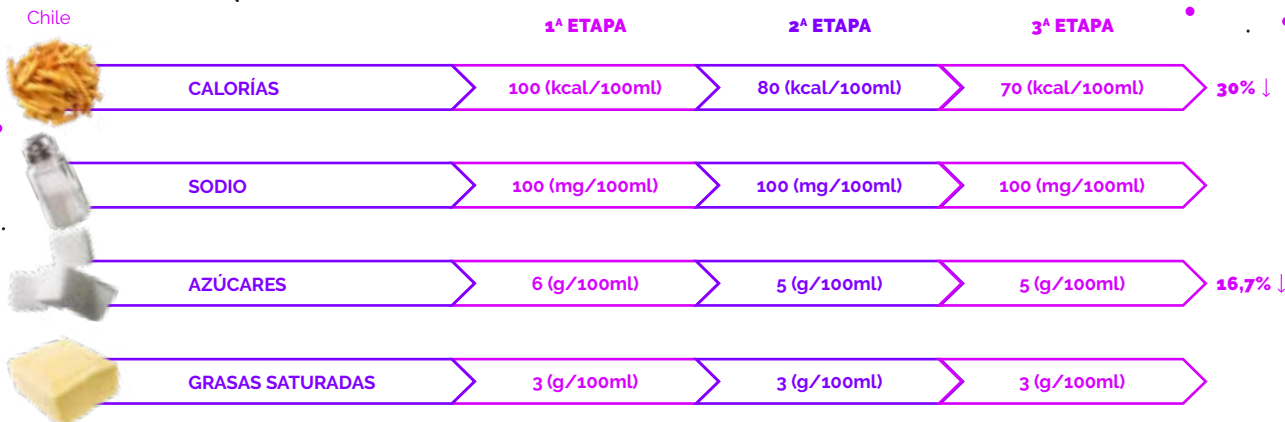 Chile
1ᴬ ETAPA 2ᴬ ETAPA 3ᴬ ETAPA
CALORÍAS 100 (kcal/100ml) 80 (kcal/100ml) 70 (kcal/100ml) 30% ↓
SODIO 100 (mg/100ml) 100 (mg/100ml) 100 (mg/100ml)
AZÚCARES 6 (g/100ml) 5 (g/100ml) 5 (g/100ml) 16,7% ↓
GRASAS SATURADAS 3 (g/100ml) 3 (g/100ml) 3 (g/100ml)